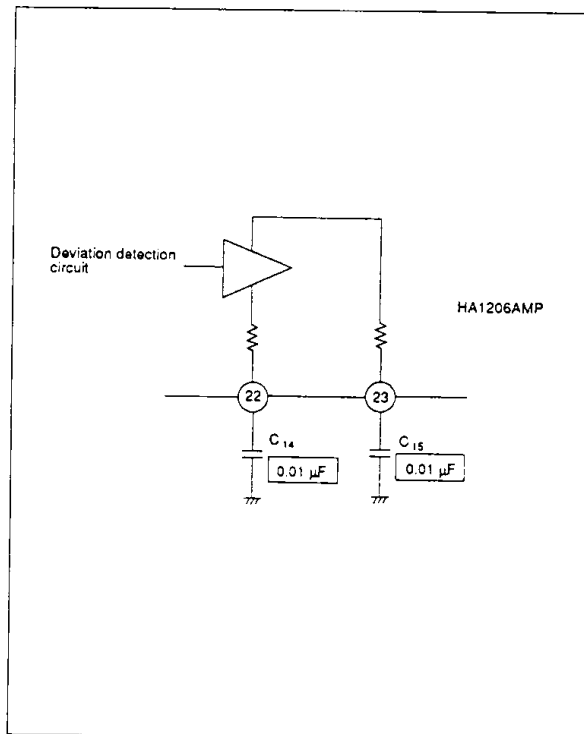 Deviation detection
circuit
HA1206AMP
22
23
C14
C15
0.01 µF
0.01 µF